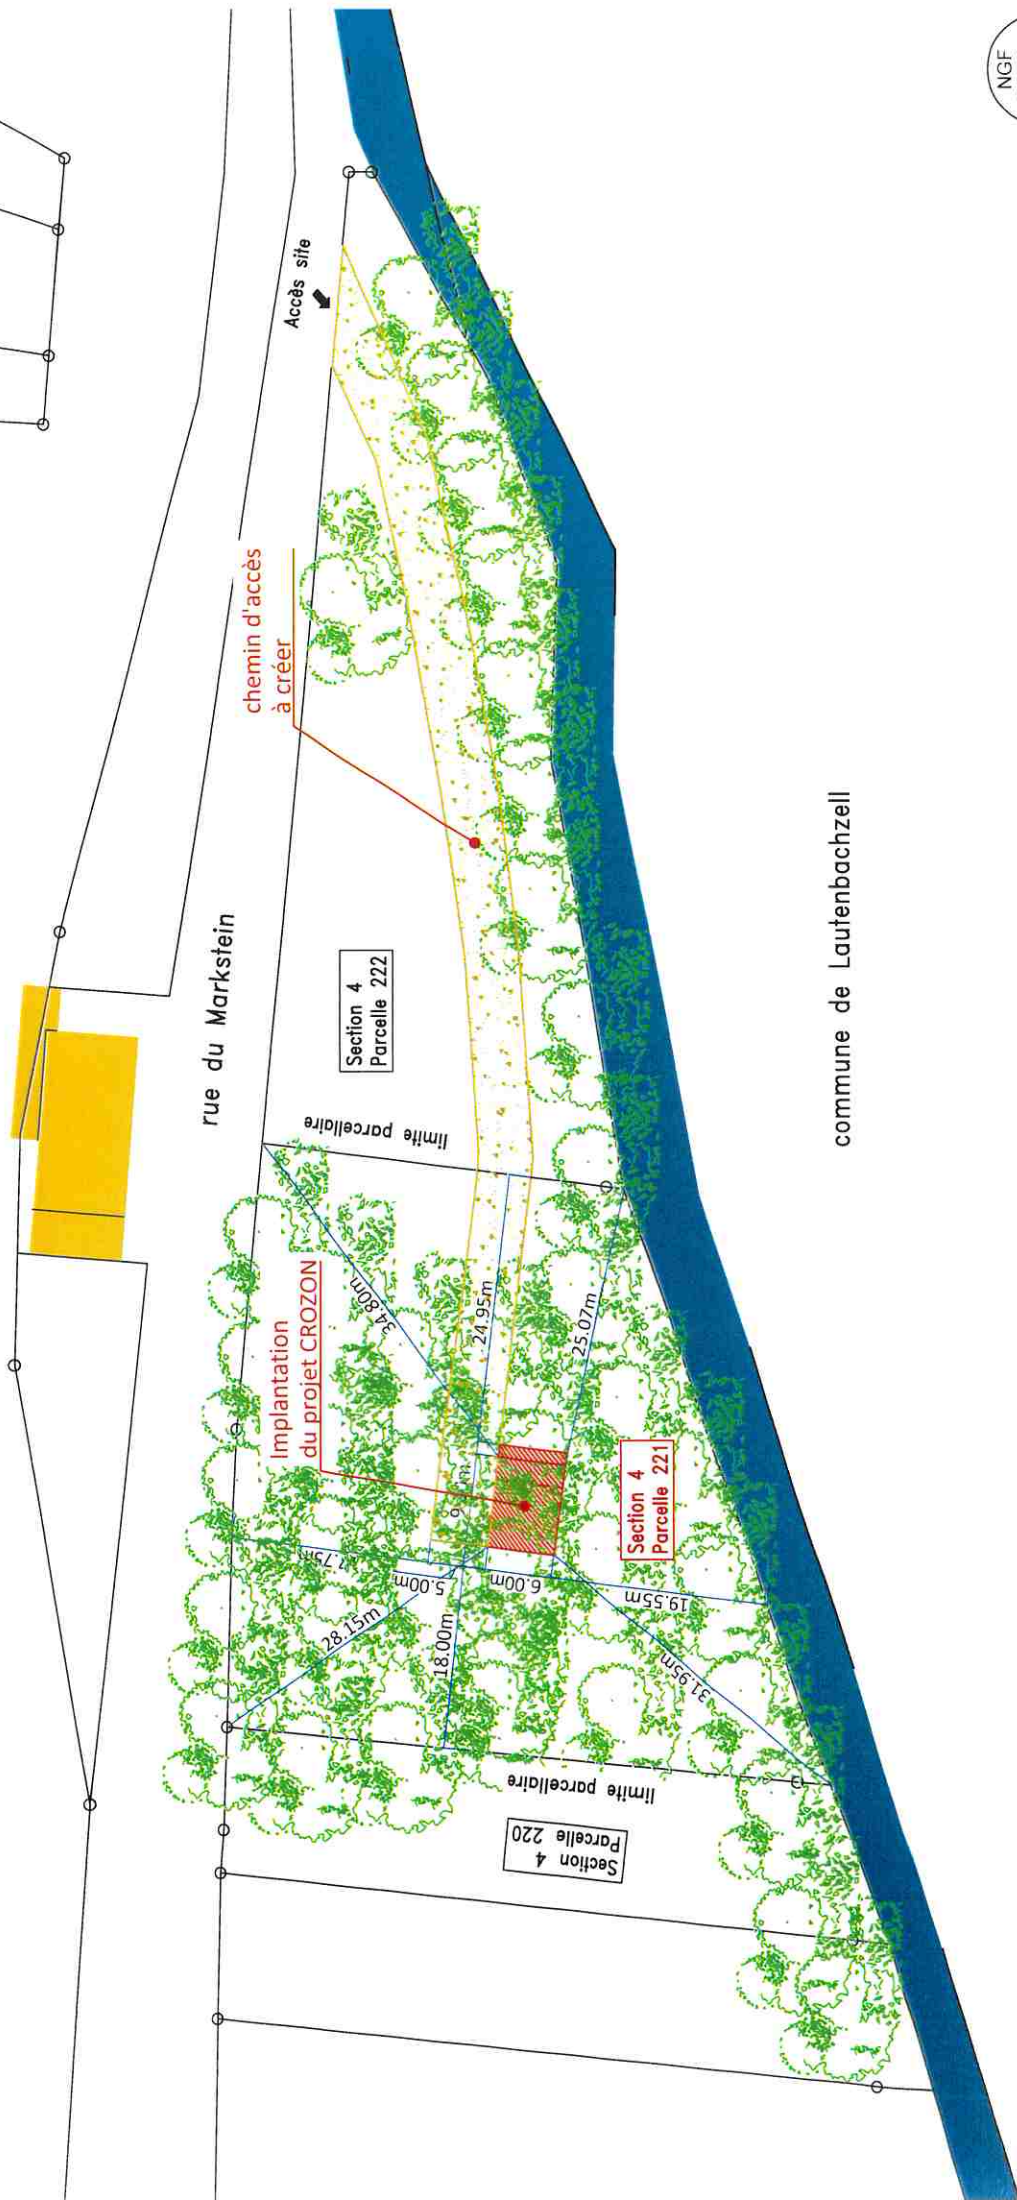 NGF
Accès site
chemin d'accès
à créer
rue du Markstein
Section 4
Parcelle 222
limite parcellaire
commune de Lautenbachzell
Implantation
du projet CROZON
34.80m
24.95m
25.07m
Section 4
Parcelle 221
5.00m
6.00m
28.15m
18.00m
19.55m
31.95m
limite parcellaire
Section 4
Parcelle 220